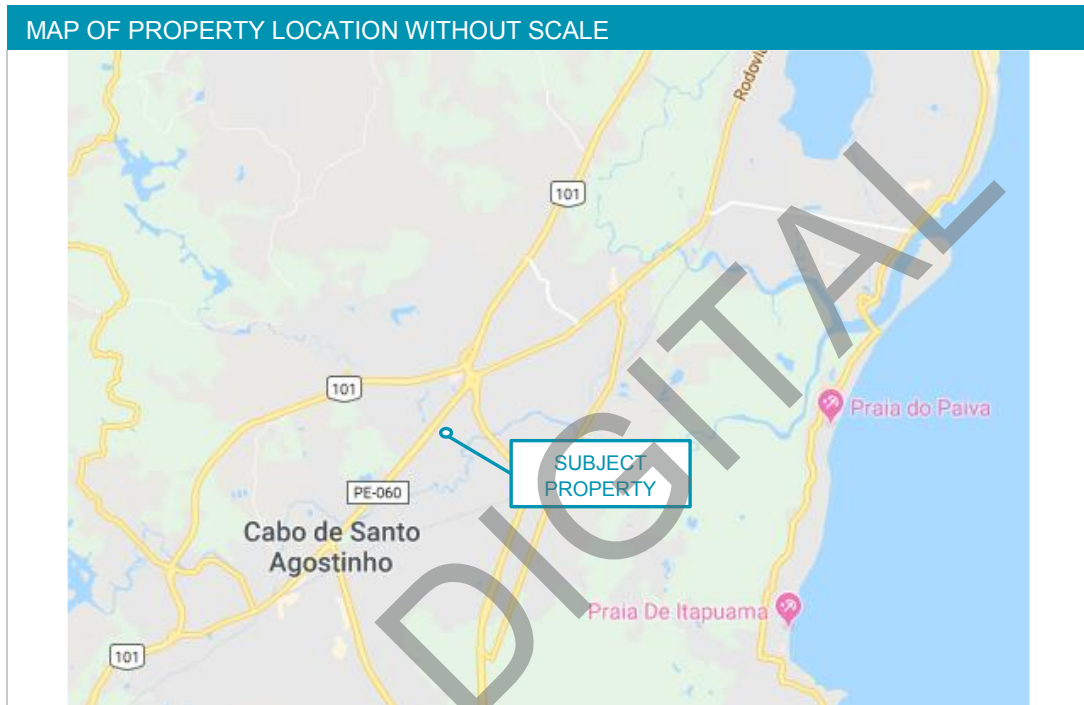 MAP OF PROPERTY LOCATION WITHOUT SCALE
Rodovi
101
101
Praia do Paiva
SUBJECT
PROPERTY
PE-060
Cabo de Santo
Agostinho
Praia De Itapuama
101
DIGITAL